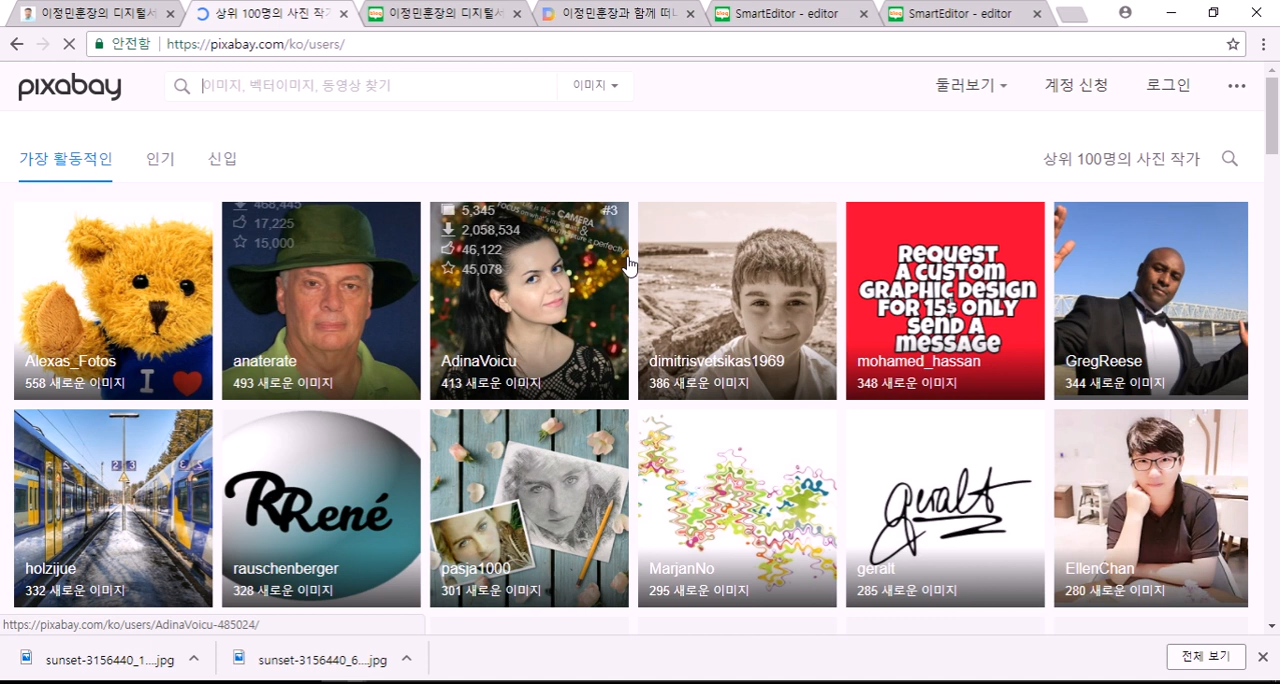 이정민훈장의 디지털서
상위 100명의 사진 작가
이정민훈장의 디지털서
이정민훈장과 함께 떠나
SmartEditor - editor
SmartEditor - editor
안전함
https://pixabay.com/ko/users/
pixabay
이미지, 벡터이미지, 동영상 찾기
이미지
둘러보기
계정 신청
로그인
가장 활동적인
인기
신입
상위 100명의 사진 작가
I
Alexas_Fotos
558 새로운 이미지
468,445
17,225
15,000
anaterate
493 새로운 이미지
5,345
#3
2,058,534
46,122
45,078
CAMERA
AdinaVoicu
413 새로운 이미지
dimitrisvetsikas1969
386 새로운 이미지
REQUEST
A CUSTOM
GRAPHIC DESIGN
FOR 15$ ONLY
SEND A
MESSAGE
mohamed_hassan
348 새로운 이미지
GregReese
344 새로운 이미지
2 3
holzijue
332 새로운 이미지
RRené
rauschenberger
328 새로운 이미지
pasja1000
301 새로운 이미지
MarjanNo
295 새로운 이미지
geralt
geralt
285 새로운 이미지
EllenChan
280 새로운 이미지
https://pixabay.com/ko/users/AdinaVoicu-485024/
sunset-3156440_1....jpg
sunset-3156440_6....jpg
전체 보기